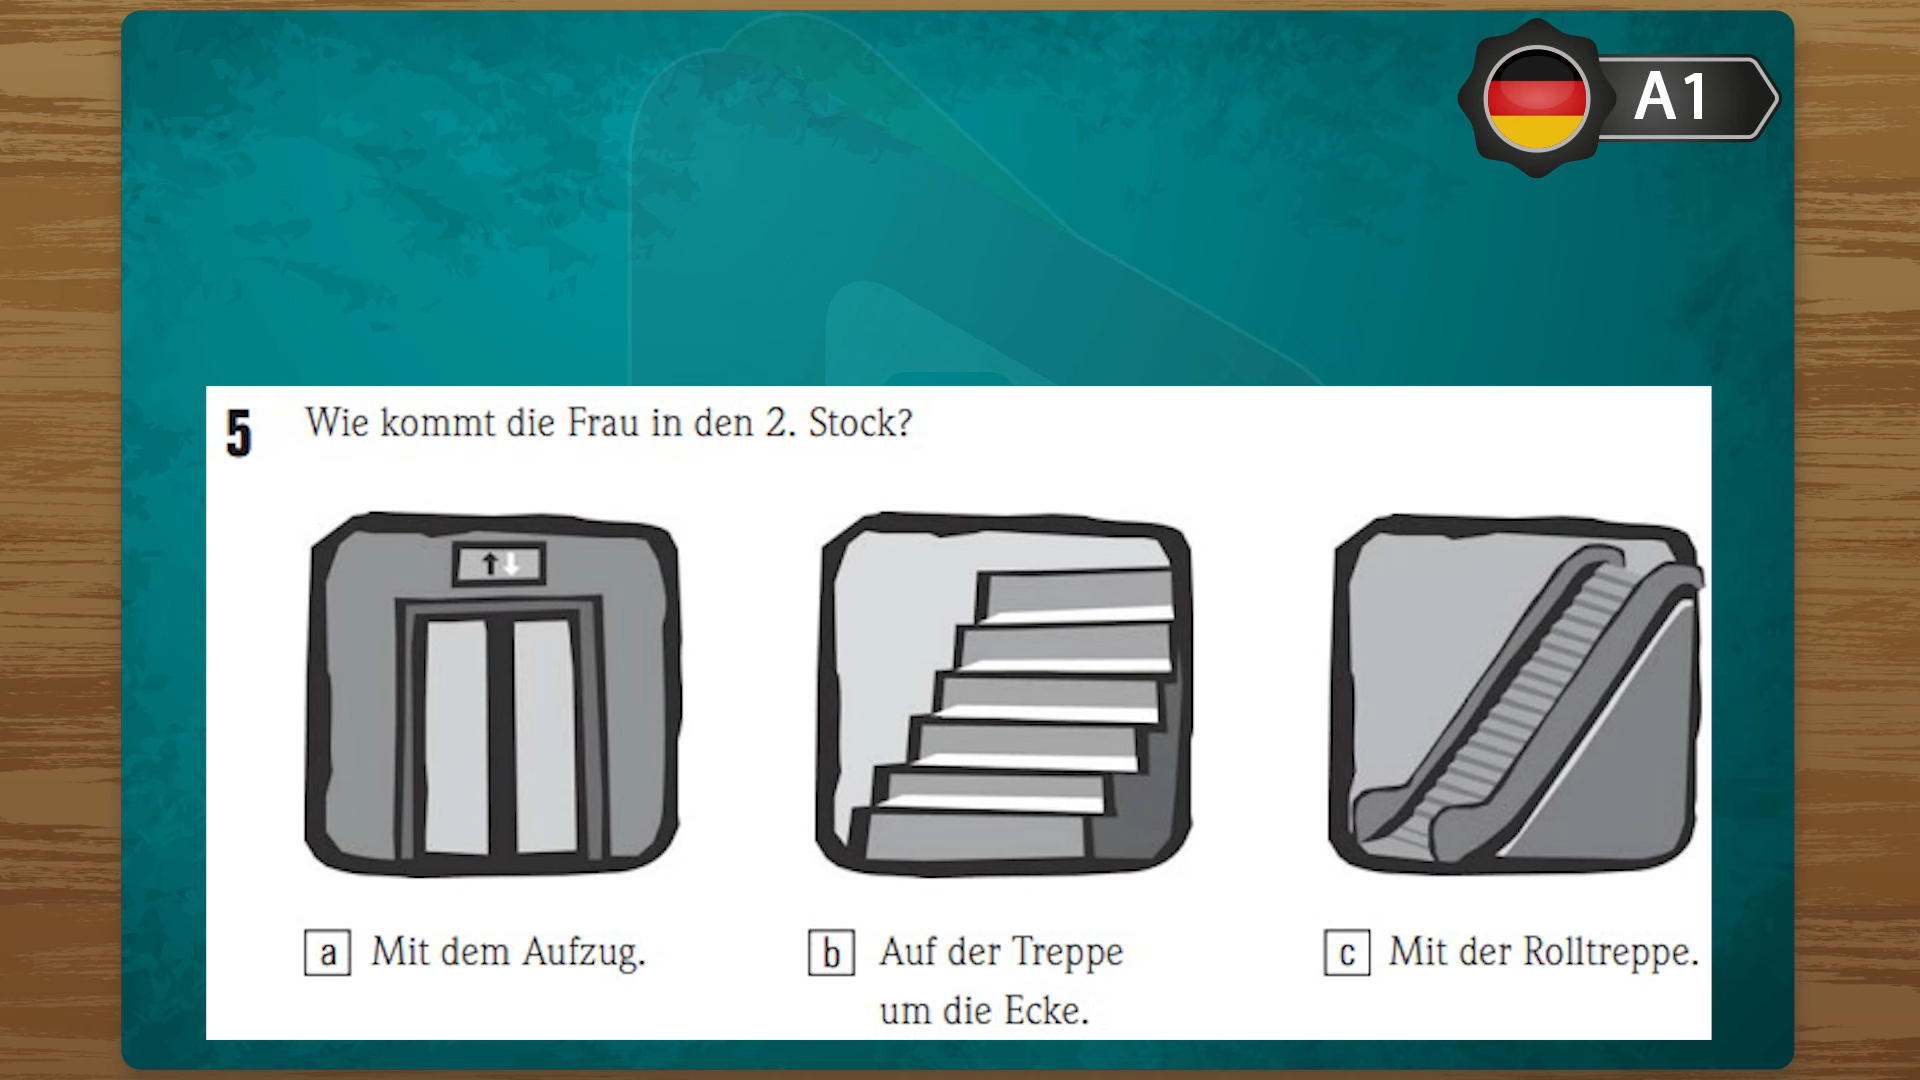 A1
5 Wie kommt die Frau in den 2. Stock?
a Mit dem Aufzug.
b Auf der Treppe
um die Ecke.
c Mit der Rolltreppe.